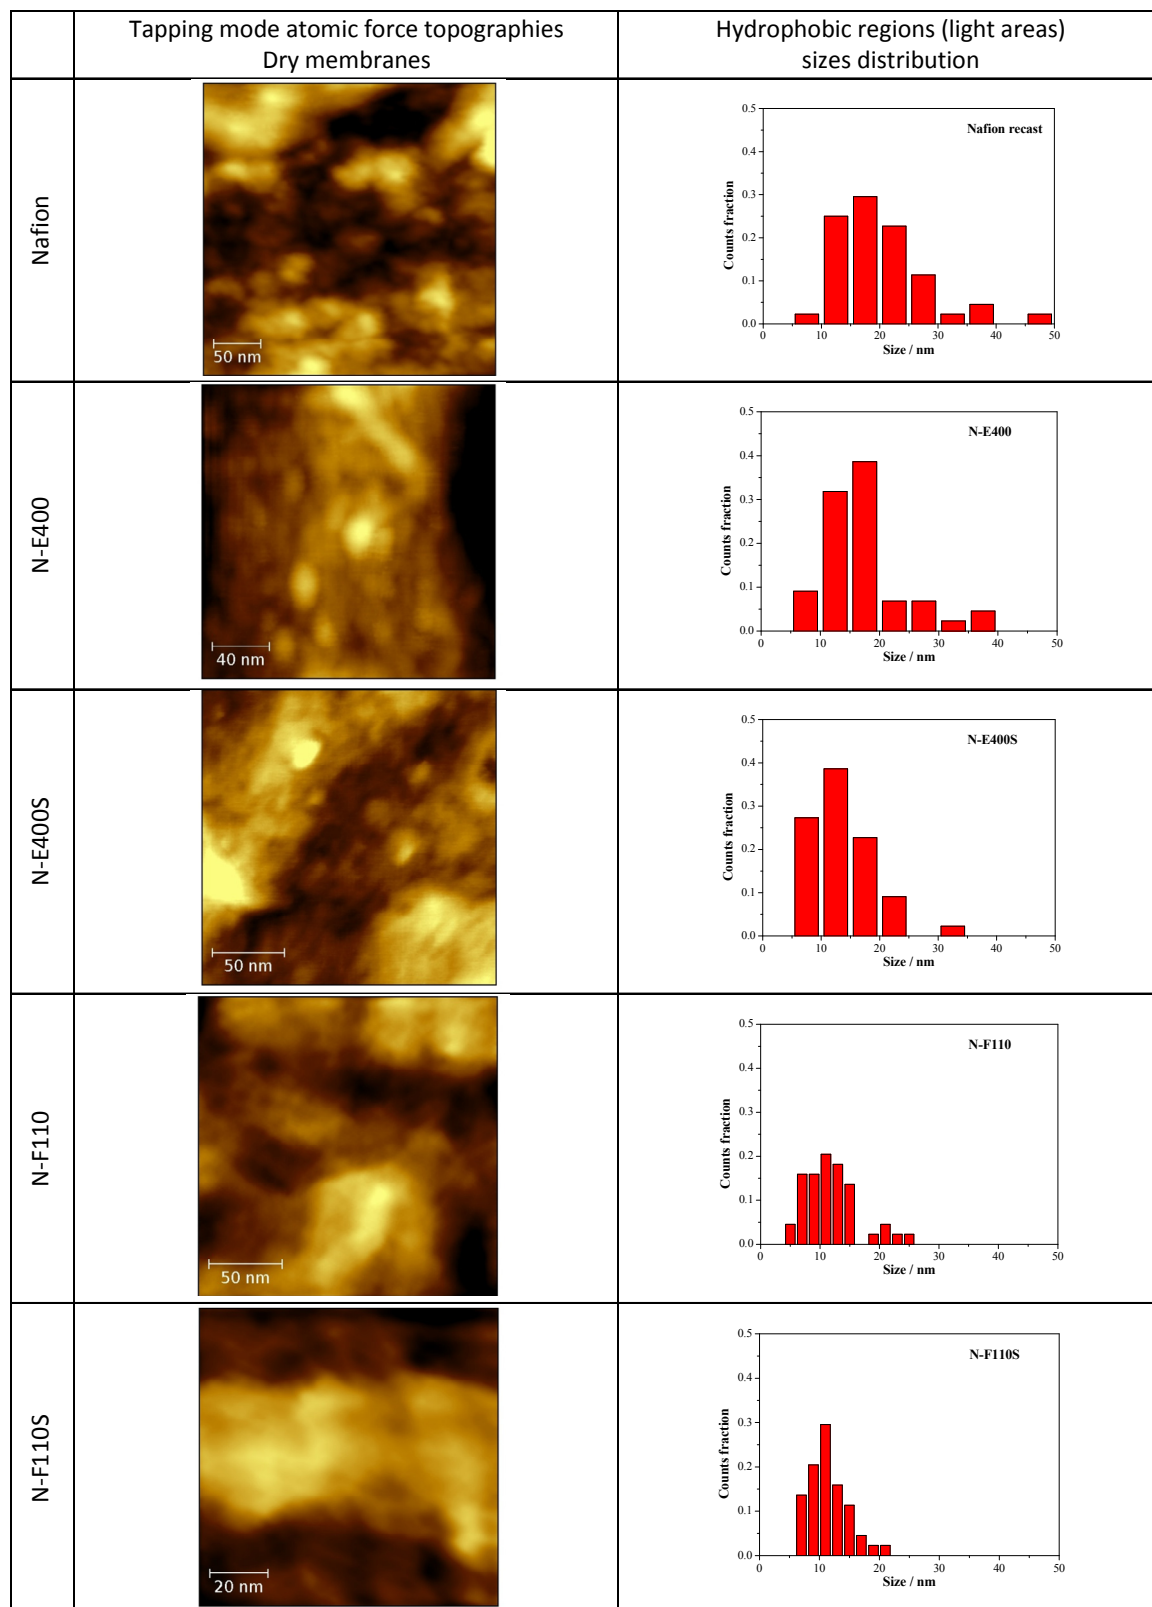 Tapping mode atomic force topographies
Dry membranes
Hydrophobic regions (light areas)
sizes distribution
Nafion
50 nm
Nafion recast
0.5
0.4
0.3
0.2
0.1
0.0
Counts fraction
0 10 20 30 40 50
Size / nm
N-E400
40 nm
N-E400
0.5
0.4
0.3
0.2
0.1
0.0
Counts fraction
0 10 20 30 40 50
Size / nm
N-E400S
50 nm
N-E400S
0.5
0.4
0.3
0.2
0.1
0.0
Counts fraction
0 10 20 30 40 50
Size / nm
N-F110
50 nm
N-F110
0.5
0.4
0.3
0.2
0.1
0.0
Counts fraction
0 10 20 30 40 50
Size / nm
N-F110S
20 nm
N-F110S
0.5
0.4
0.3
0.2
0.1
0.0
Counts fraction
0 10 20 30 40 50
Size / nm